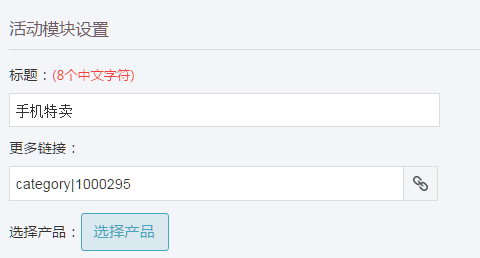 活动模块设置
标题：(8个中文字符)
手机特卖
更多链接：
category|1000295
选择产品：选择产品